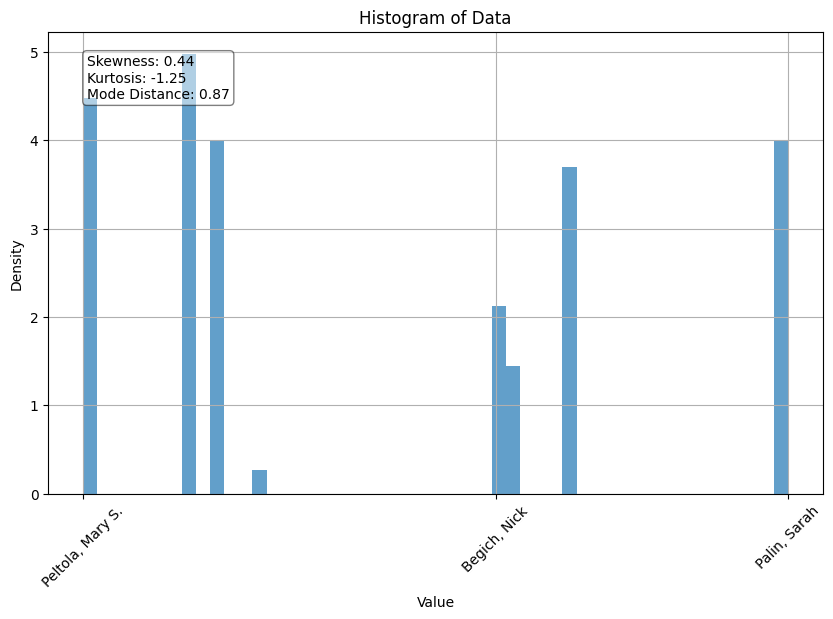 Histogram of Data
Skewness: 0.44
Kurtosis: -1.25
Mode Distance: 0.87
5
4
3
2
1
0
Density
Peltola, Mary S.
Begich, Nick
Palin, Sarah
Value